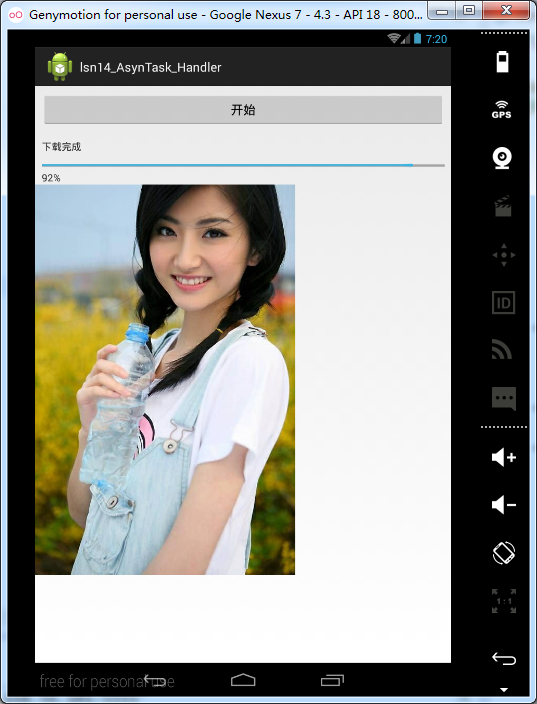 Genymotion for personal use - Google Nexus 7 - 4.3 - API 18 - 800...
7:20
lsn14_AsynTask_Handler
开始
下载完成
92%
GPS
ID
1:1
free for personal use